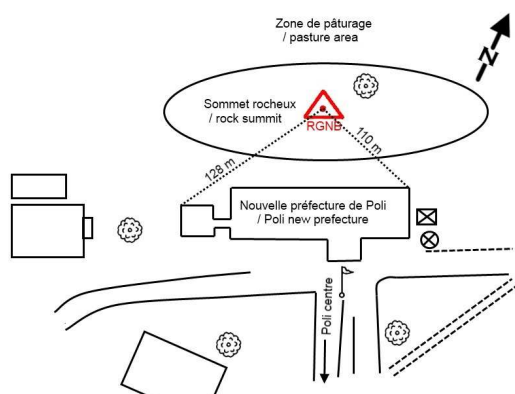 Zone de pâturage
/ pasture area
N
Sommet rocheux
/ rock summit
RGNB
128 m
110 m
Nouvelle préfecture de Poli
/ Poli new prefecture
Poli centre